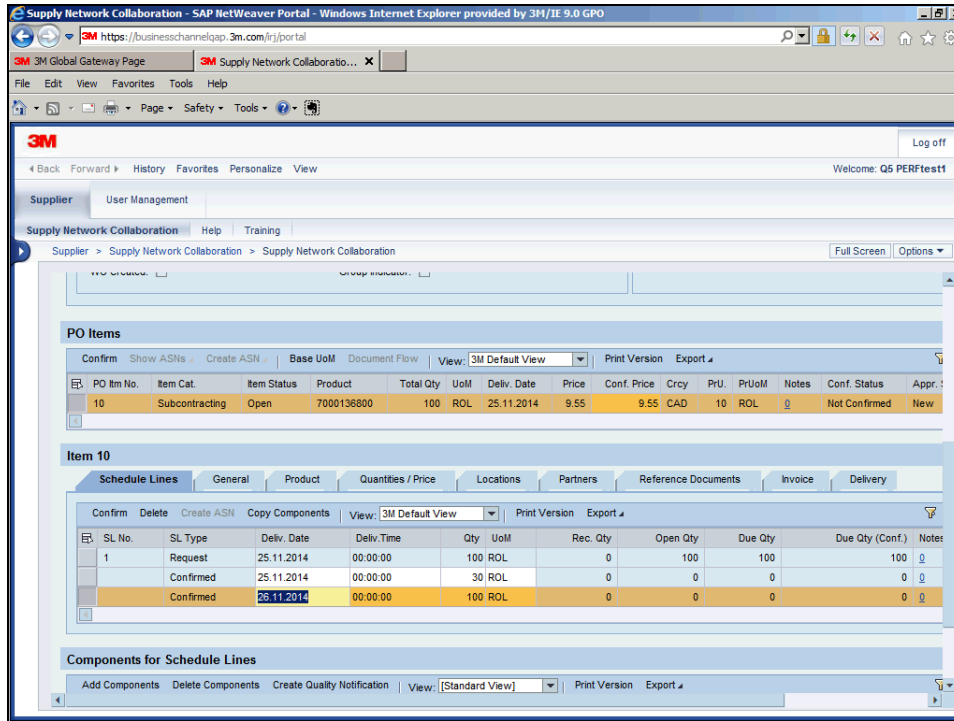 Supply Network Collaboration - SAP NetWeaver Portal - Windows Internet Explorer provided by 3M/IE 9.0 GPO
3M https://businesschannelqap.3m.com/irj/portal
3M 3M Global Gateway Page 3M Supply Network Collaboratio... X
File Edit View Favorites Tools Help
Page Safety Tools
3M
Log off
Back Forward History Favorites Personalize View Welcome: Q5 PERFtest1
Supplier User Management
Supply Network Collaboration Help Training
Supplier > Supply Network Collaboration > Supply Network Collaboration Full Screen Options
WO Created: Group Indicator:
PO Items
Confirm Show ASNs Create ASN Base UoM Document Flow View: 3M Default View Print Version Export
PO Itm No. Item Cat. Item Status Product Total Qty UoM Deliv. Date Price Conf. Price Crcy PrU. PrUoM Notes Conf. Status Appr.
10 Subcontracting Open 7000136800 100 ROL 25.11.2014 9.55 9.55 CAD 10 ROL 0 Not Confirmed New
Item 10
Schedule Lines General Product Quantities / Price Locations Partners Reference Documents Invoice Delivery
Confirm Delete Create ASN Copy Components View: 3M Default View Print Version Export
SL No. SL Type Deliv. Date Deliv.Time Qty UoM Rec. Qty Open Qty Due Qty Due Qty (Conf.) Notes
1 Request 25.11.2014 00:00:00 100 ROL 0 100 100 100 0
Confirmed 25.11.2014 00:00:00 30 ROL 0 0 0 0 0
Confirmed 26.11.2014 00:00:00 100 ROL 0 0 0 0 0
Components for Schedule Lines
Add Components Delete Components Create Quality Notification View: [Standard View] Print Version Export